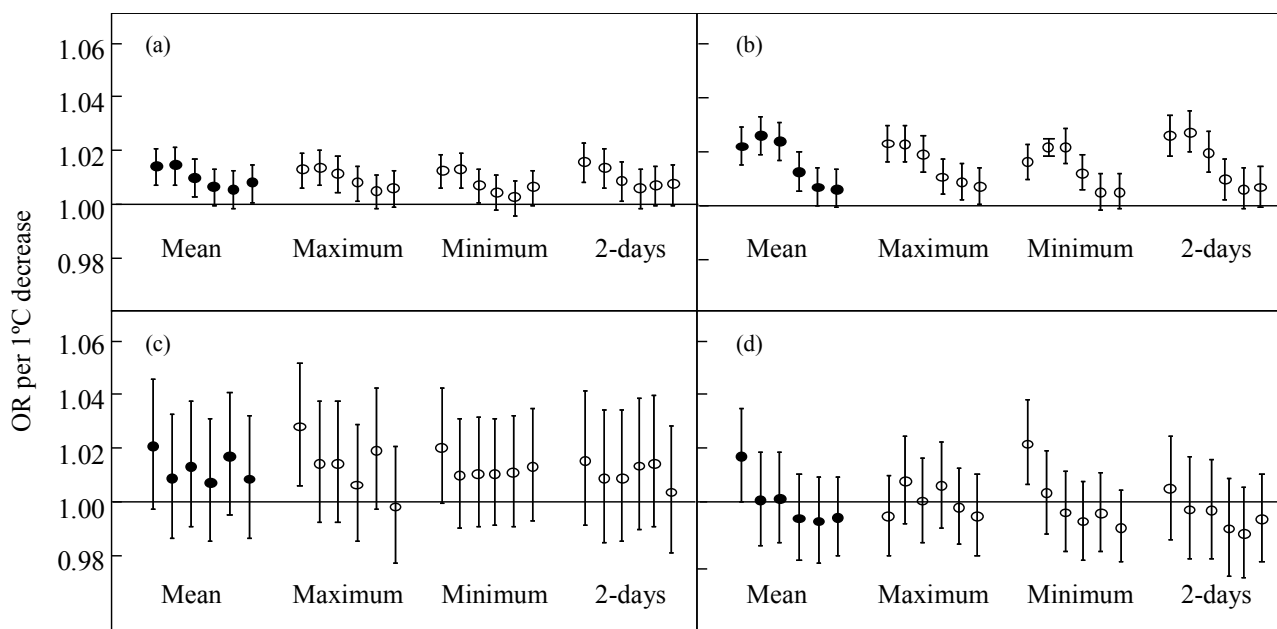 OR per 1ºC decrease
(a)
(b)
1.06
1.04
1.02
1.00
0.98
Mean Maximum Minimum 2-days
Mean Maximum Minimum 2-days
(c)
(d)
1.06
1.04
1.02
1.00
0.98
Mean Maximum Minimum 2-days
Mean Maximum Minimum 2-days